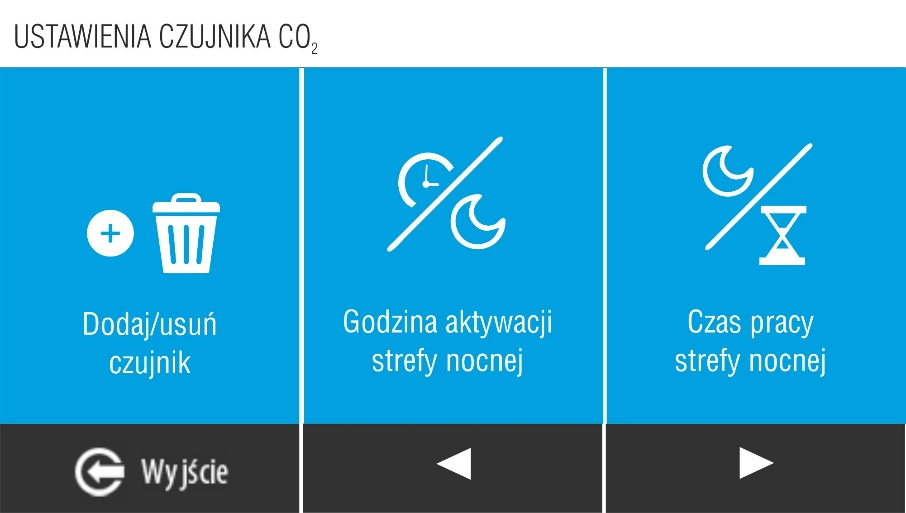 USTAWIENIA CZUJNIKA CO₂
Dodaj/usuń
czujnik
Godzina aktywacji
strefy nocnej
Czas pracy
strefy nocnej
Wyjście